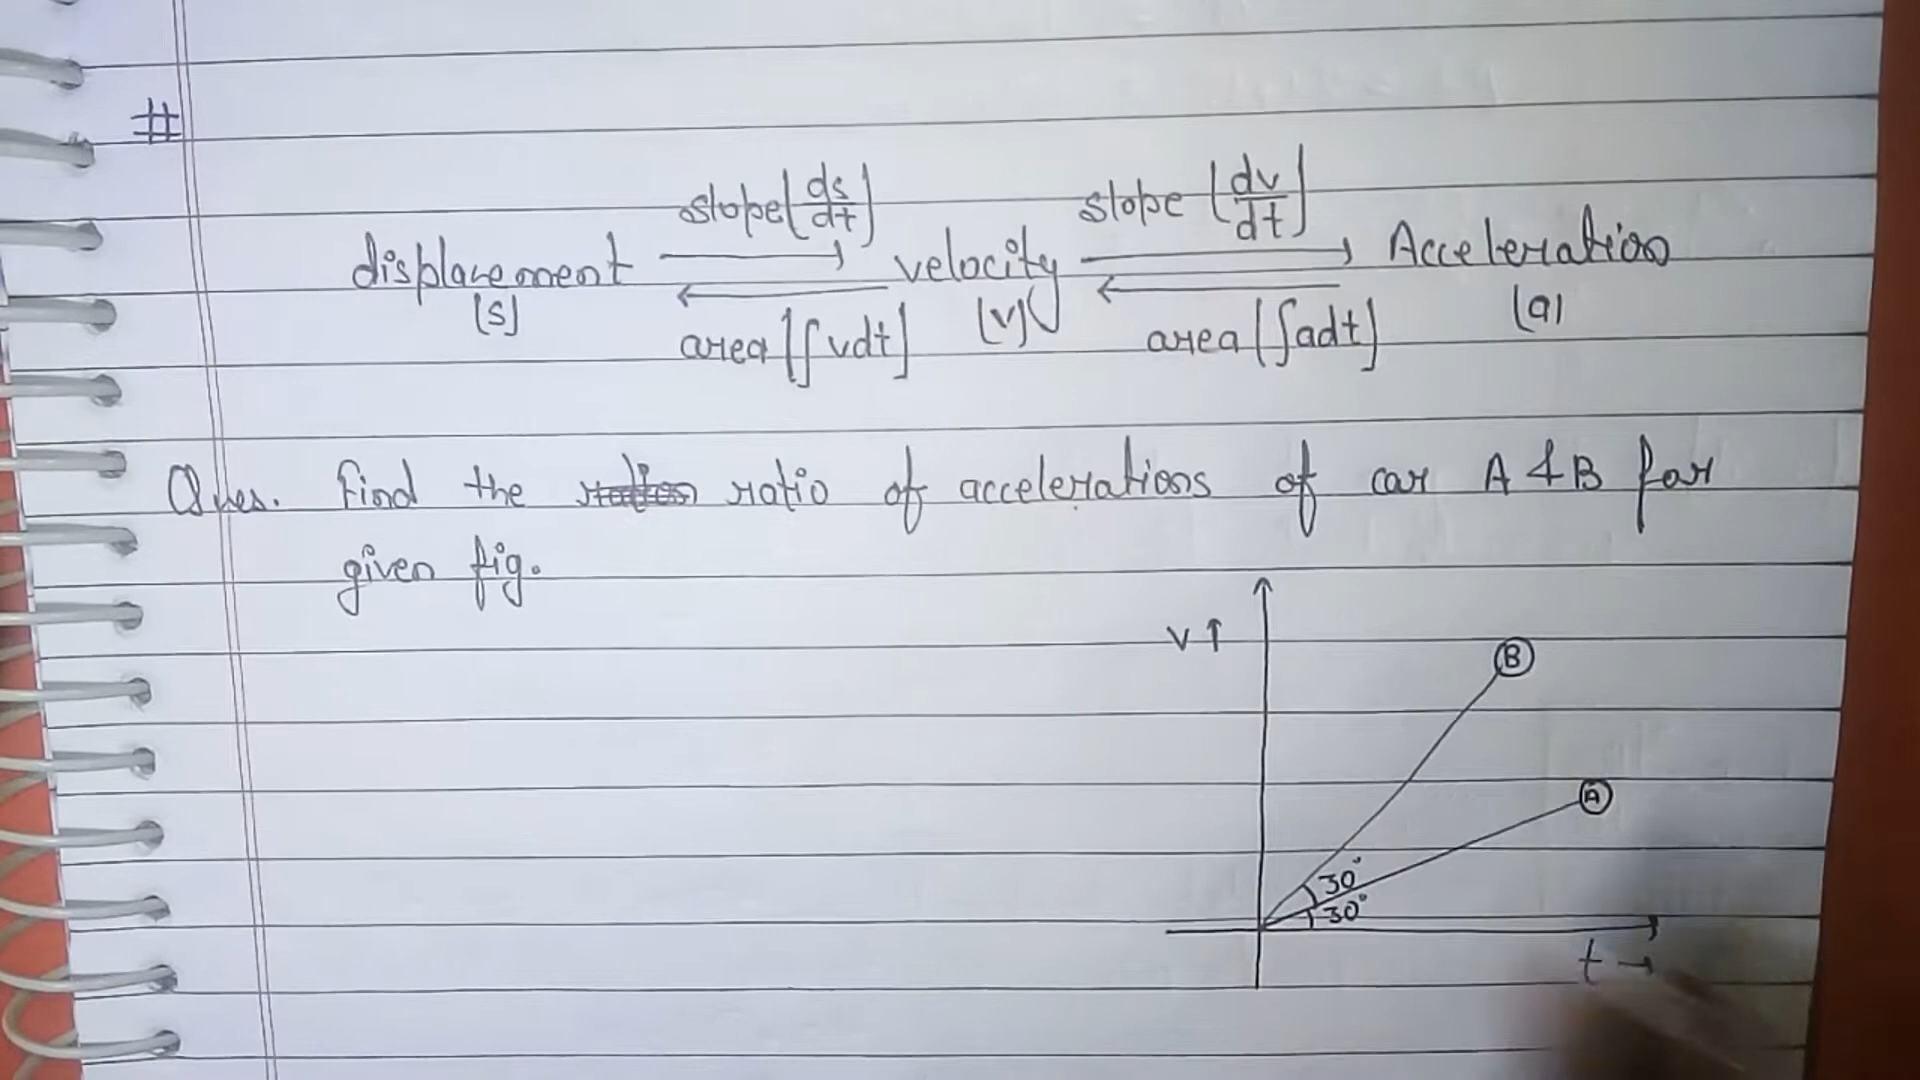 #
slope(ds/dt) slope (dv/dt)
displacement velocity Acceleration
(s) (v) (a)
area (∫vdt) area (∫adt)
Ques. Find the ratio of accelerations of car A & B for
given fig.
v ↑
B
A
30°
30°
t →